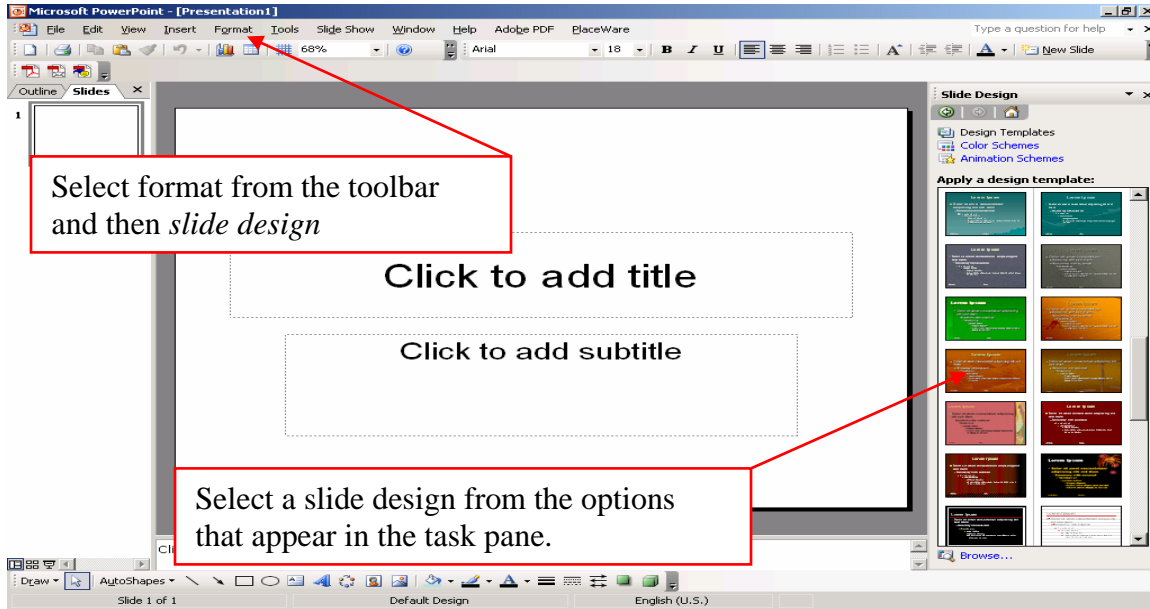 Microsoft PowerPoint - [Presentation1]
File Edit View Insert Format Tools Slide Show Window Help Adobe PDF PlaceWare Type a question for help
68% Arial 18 B I U A A New Slide
Outline Slides
Slide Design
1
Design Templates
Color Schemes
Animation Schemes
Apply a design template:
Select format from the toolbar
and then slide design
Click to add title
Click to add subtitle
Select a slide design from the options
that appear in the task pane.
Browse...
Draw AutoShapes A
Slide 1 of 1 Default Design English (U.S.)